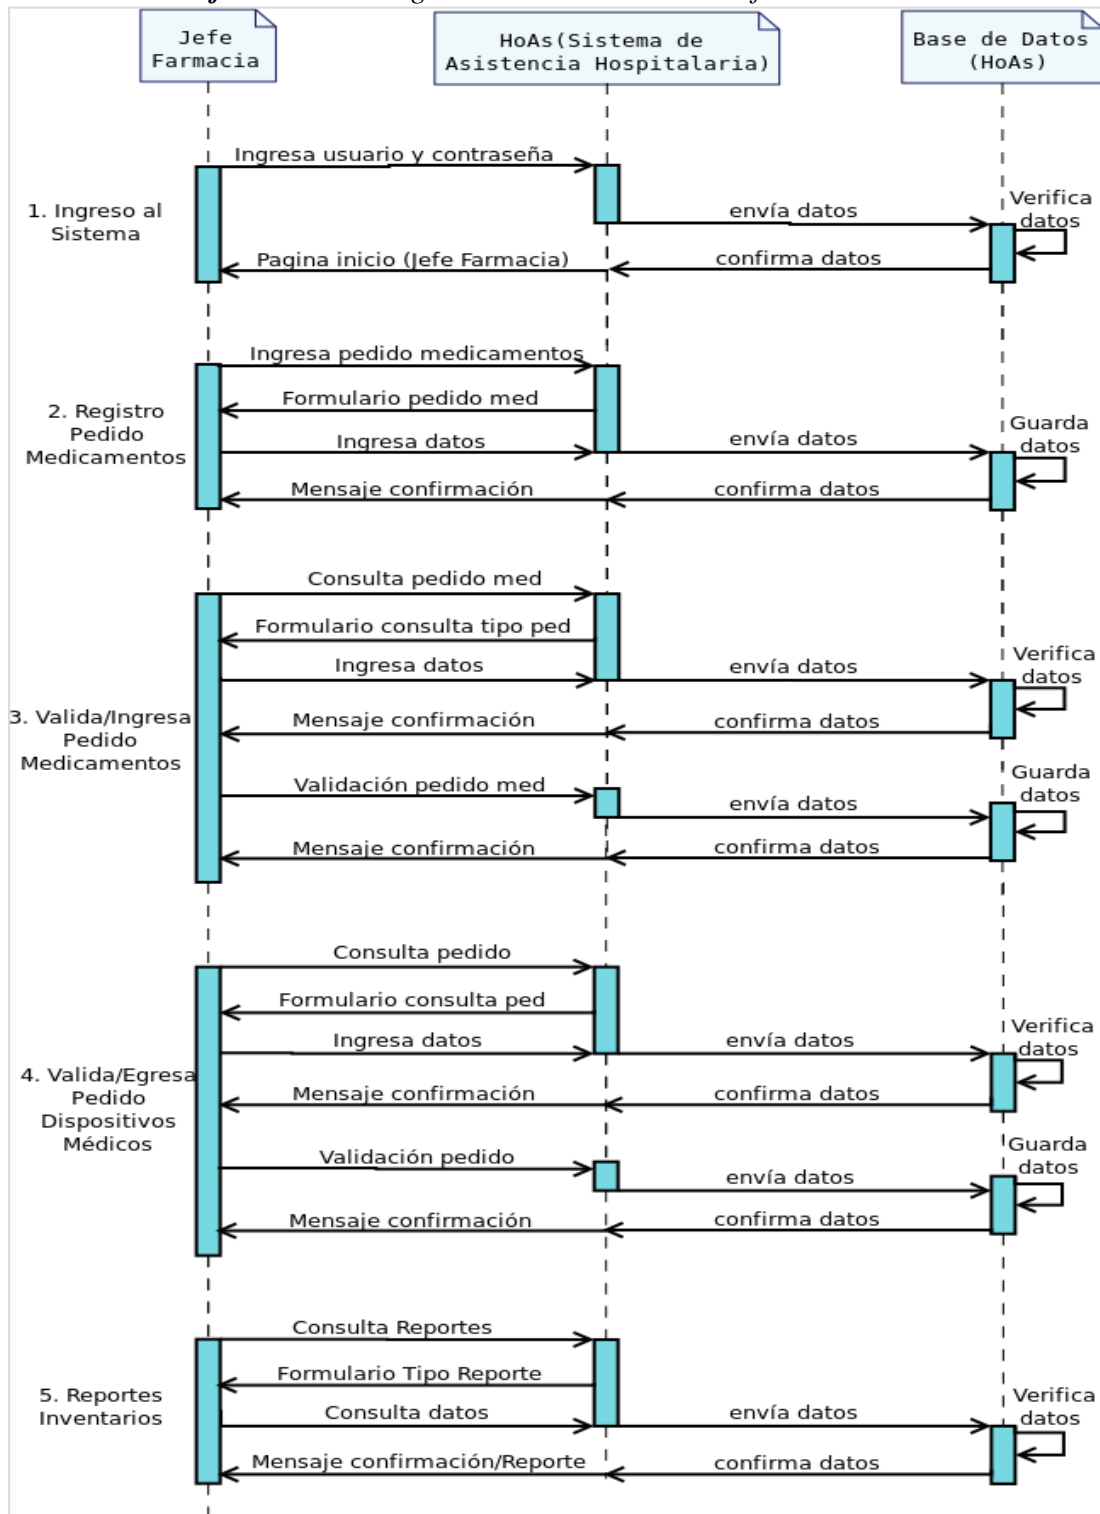 Jefe
Farmacia
HoAs(Sistema de
Asistencia Hospitalaria)
Base de Datos
(HoAs)
Ingresa usuario y contraseña
1. Ingreso al
Sistema
envía datos
Verifica
datos
Pagina inicio (Jefe Farmacia)
confirma datos
Ingresa pedido medicamentos
Formulario pedido med
2. Registro
Pedido
Medicamentos
Ingresa datos
envía datos
Guarda
datos
Mensaje confirmación
confirma datos
Consulta pedido med
Formulario consulta tipo ped
Ingresa datos
envía datos
Verifica
datos
3. Valida/Ingresa
Pedido
Medicamentos
Mensaje confirmación
confirma datos
Validación pedido med
envía datos
Guarda
datos
Mensaje confirmación
confirma datos
Consulta pedido
Formulario consulta ped
Ingresa datos
envía datos
Verifica
datos
4. Valida/Egresa
Pedido
Dispositivos
Médicos
Mensaje confirmación
confirma datos
Validación pedido
envía datos
Guarda
datos
Mensaje confirmación
confirma datos
Consulta Reportes
Formulario Tipo Reporte
5. Reportes
Inventarios
Consulta datos
envía datos
Verifica
datos
Mensaje confirmación/Reporte
confirma datos